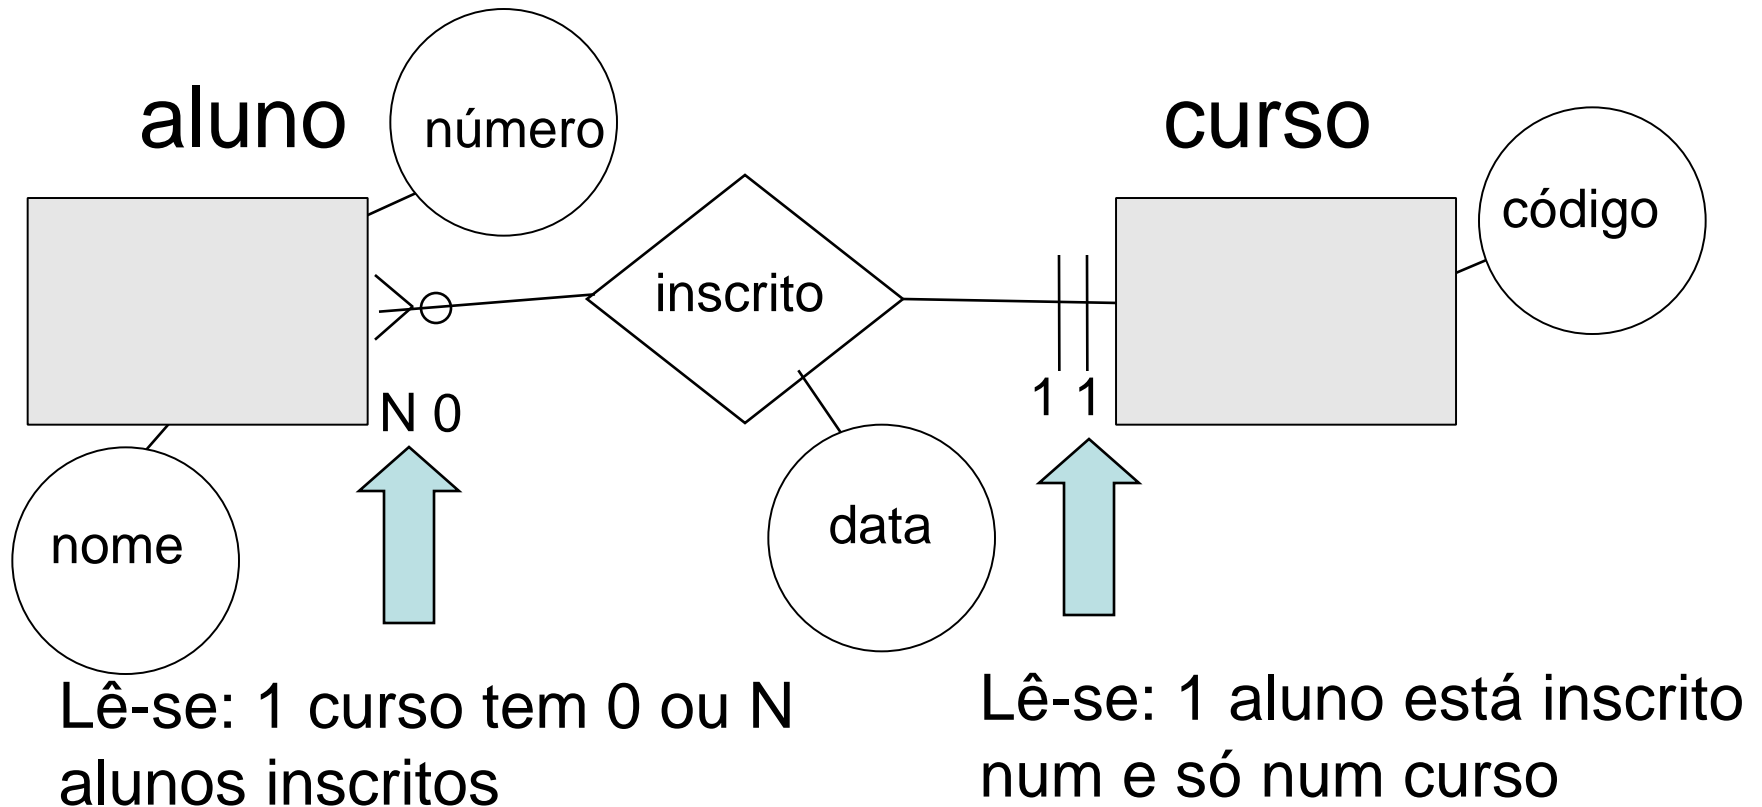 aluno
número
curso
código
inscrito
N 0
1 1
nome
data
Lê-se: 1 curso tem 0 ou N
alunos inscritos
Lê-se: 1 aluno está inscrito
num e só num curso